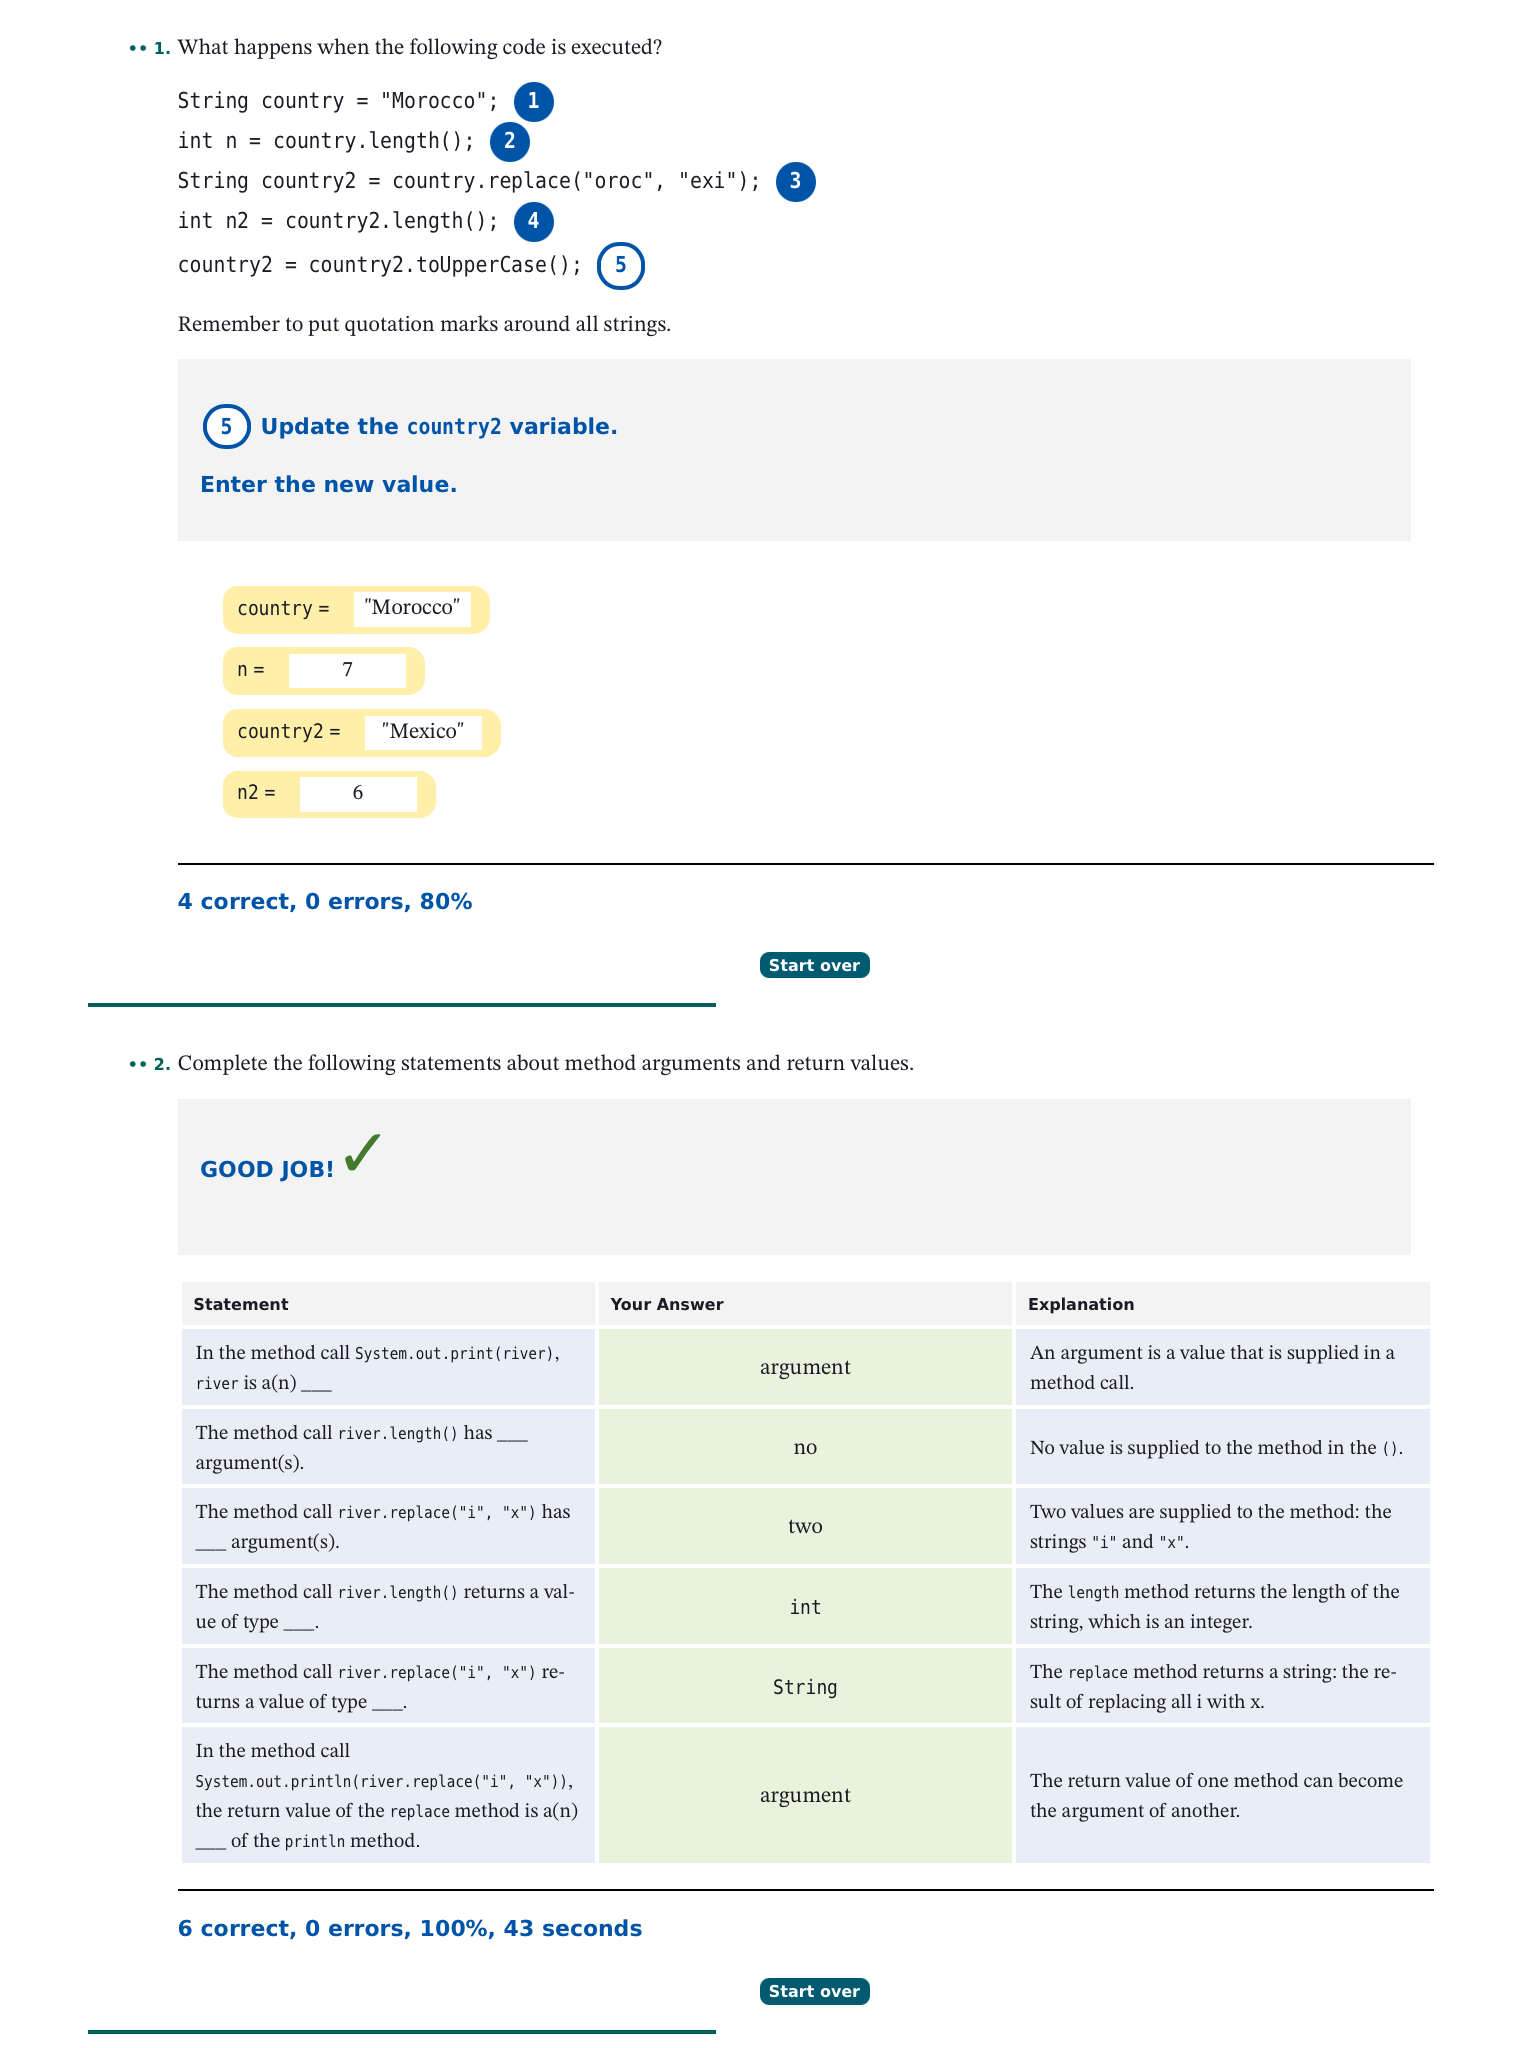 •• 1. What happens when the following code is executed?
String country = "Morocco"; 1
int n = country.length(); 2
String country2 = country.replace("oroc", "exi"); 3
int n2 = country2.length(); 4
country2 = country2.toUpperCase(); 5
Remember to put quotation marks around all strings.
5 Update the country2 variable.
Enter the new value.
country = "Morocco"
n = 7
country2 = "Mexico"
n2 = 6
4 correct, 0 errors, 80%
Start over
•• 2. Complete the following statements about method arguments and return values.
GOOD JOB! ✓
Statement Your Answer Explanation
In the method call System.out.print(river),
river is a(n) ___
argument
An argument is a value that is supplied in a
method call.
The method call river.length() has ___
argument(s).
no
No value is supplied to the method in the ().
The method call river.replace("i", "x") has
___ argument(s).
two
Two values are supplied to the method: the
strings "i" and "x".
The method call river.length() returns a val-
ue of type ___.
int
The length method returns the length of the
string, which is an integer.
The method call river.replace("i", "x") re-
turns a value of type ___.
String
The replace method returns a string: the re-
sult of replacing all i with x.
In the method call
System.out.println(river.replace("i", "x")),
the return value of the replace method is a(n)
___ of the println method.
argument
The return value of one method can become
the argument of another.
6 correct, 0 errors, 100%, 43 seconds
Start over